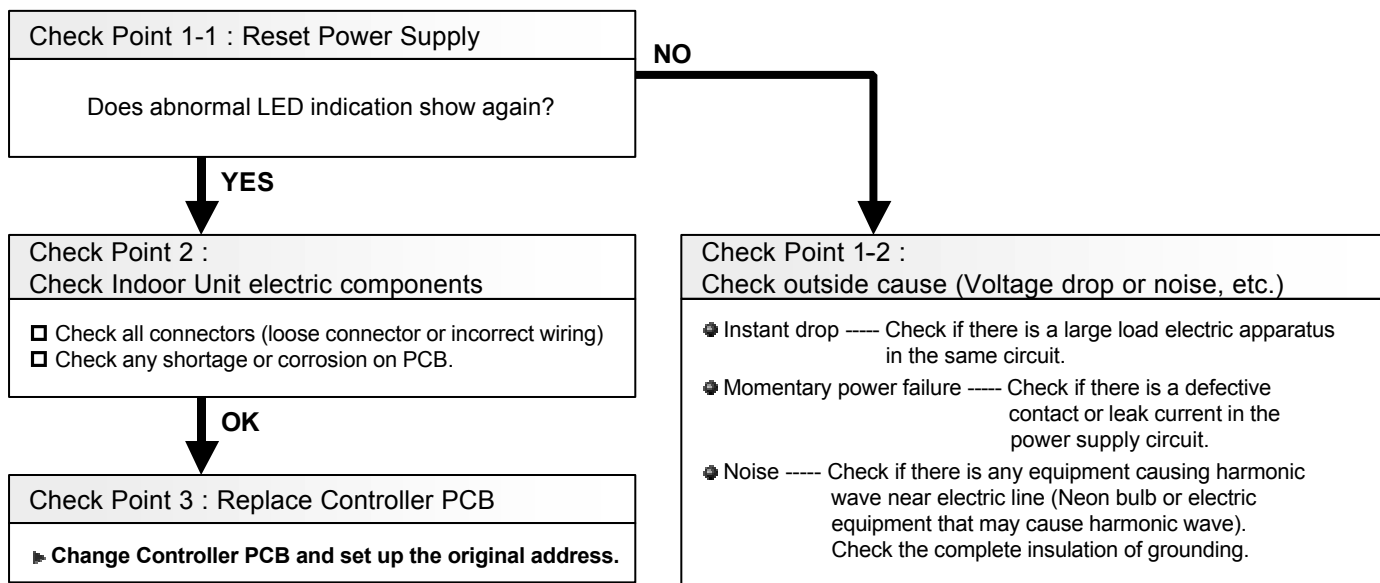 Check Point 1-1 : Reset Power Supply
Does abnormal LED indication show again?
NO
YES
Check Point 2 :
Check Indoor Unit electric components
Check all connectors (loose connector or incorrect wiring)
Check any shortage or corrosion on PCB.
OK
Check Point 3 : Replace Controller PCB
Change Controller PCB and set up the original address.
Check Point 1-2 :
Check outside cause (Voltage drop or noise, etc.)
Instant drop ----- Check if there is a large load electric apparatus
in the same circuit.
Momentary power failure ----- Check if there is a defective
contact or leak current in the
power supply circuit.
Noise ----- Check if there is any equipment causing harmonic
wave near electric line (Neon bulb or electric
equipment that may cause harmonic wave).
Check the complete insulation of grounding.